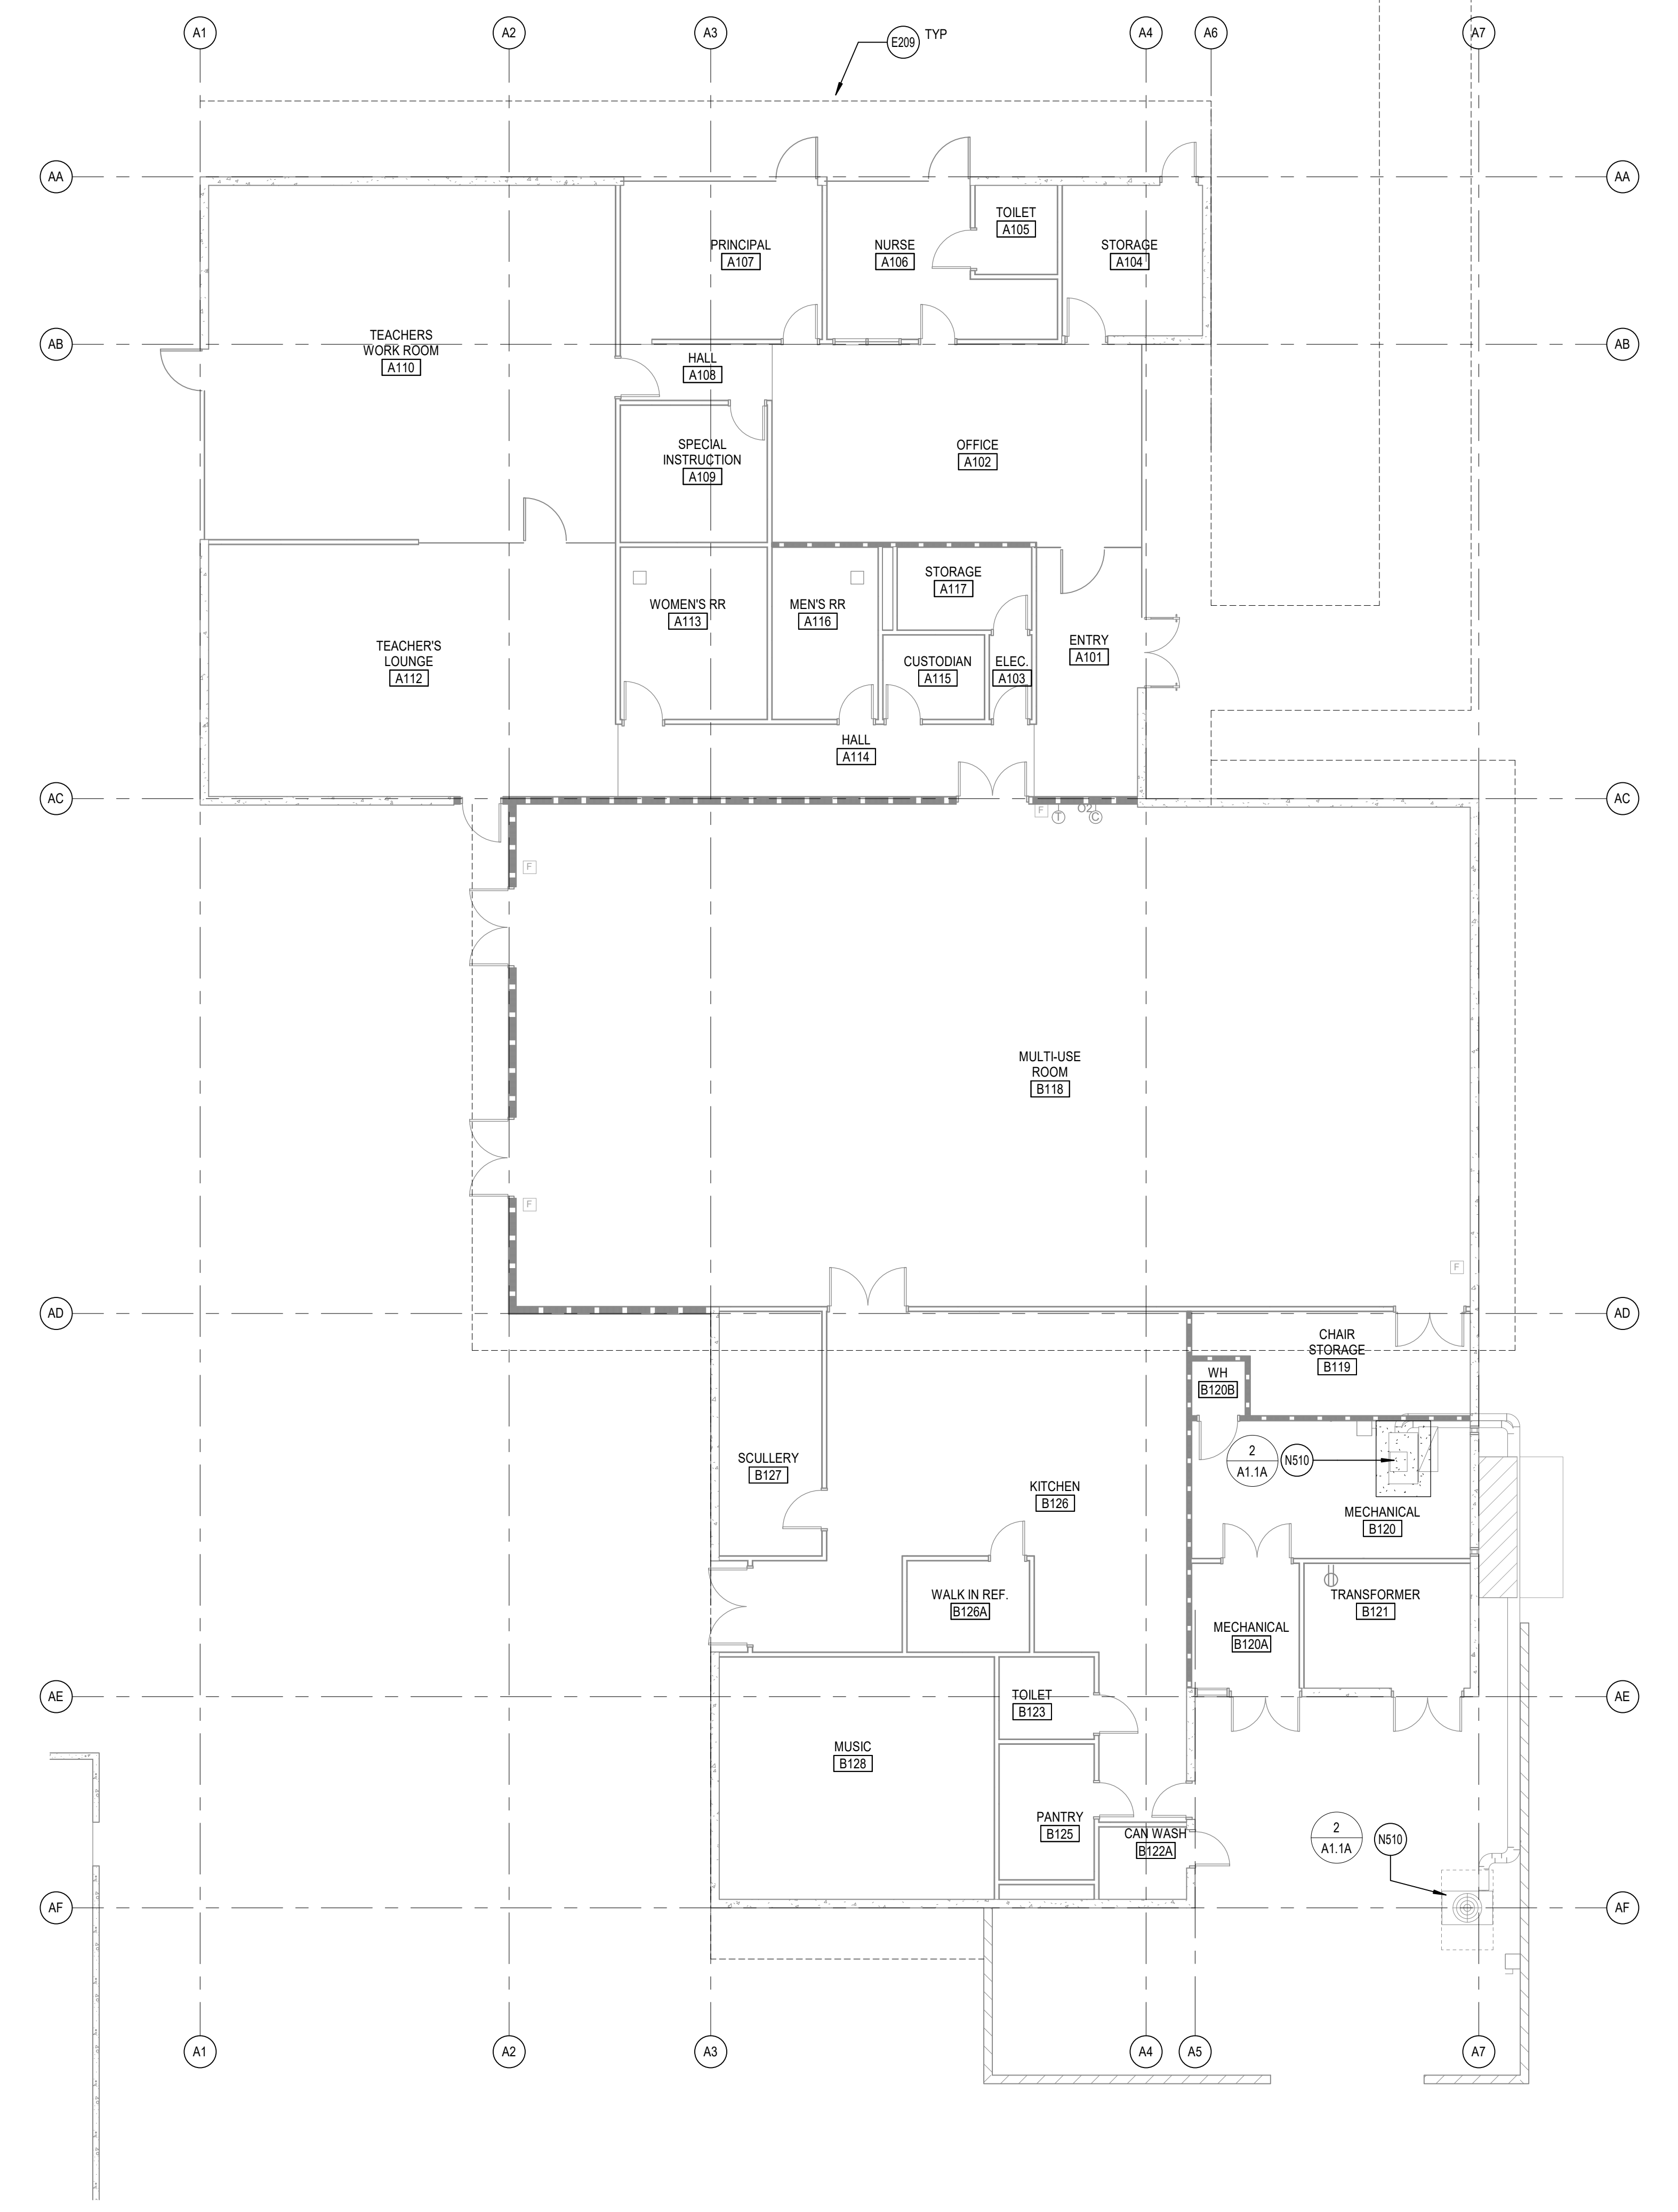 A1
A2
A3
A4
A6
A7
E209
TYP
AA
AA
PRINCIPAL
A107
NURSE
A106
TOILET
A105
STORAGE
A104
AB
AB
TEACHERS
WORK ROOM
A110
HALL
A108
SPECIAL
INSTRUCTION
A109
OFFICE
A102
WOMEN'S RR
A113
MEN'S RR
A116
STORAGE
A117
TEACHER'S
LOUNGE
A112
CUSTODIAN
A115
ELEC.
A103
ENTRY
A101
HALL
A114
AC
AC
F
T
O2
C
F
MULTI-USE
ROOM
B118
F
F
AD
AD
CHAIR
STORAGE
B119
WH
B120B
SCULLERY
B127
KITCHEN
B126
2
A1.1A
N510
MECHANICAL
B120
WALK IN REF.
B126A
TRANSFORMER
B121
MECHANICAL
B120A
AE
AE
TOILET
B123
MUSIC
B128
PANTRY
B125
CAN WASH
B122A
2
A1.1A
N510
AF
AF
A1
A2
A3
A4
A5
A7